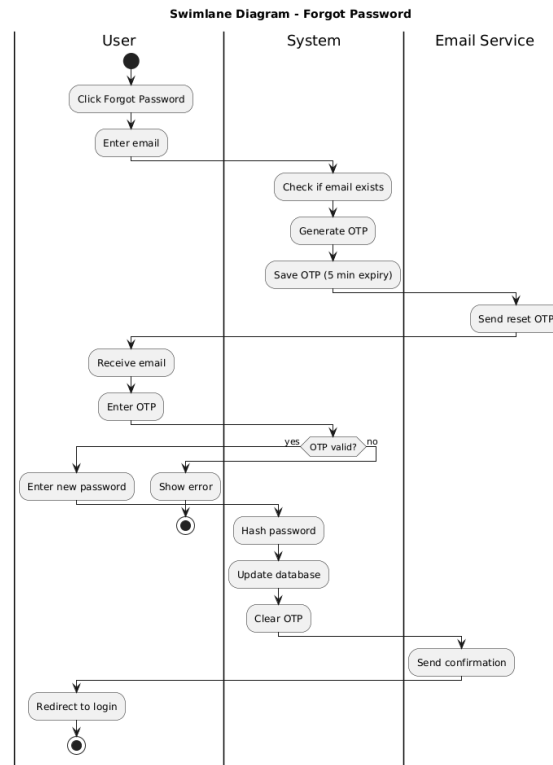 Swimlane Diagram - Forgot Password
User
System
Email Service
Click Forgot Password
Enter email
Check if email exists
Generate OTP
Save OTP (5 min expiry)
Send reset OTP
Receive email
Enter OTP
OTP valid?
yes
no
Enter new password
Show error
Hash password
Update database
Clear OTP
Send confirmation
Redirect to login